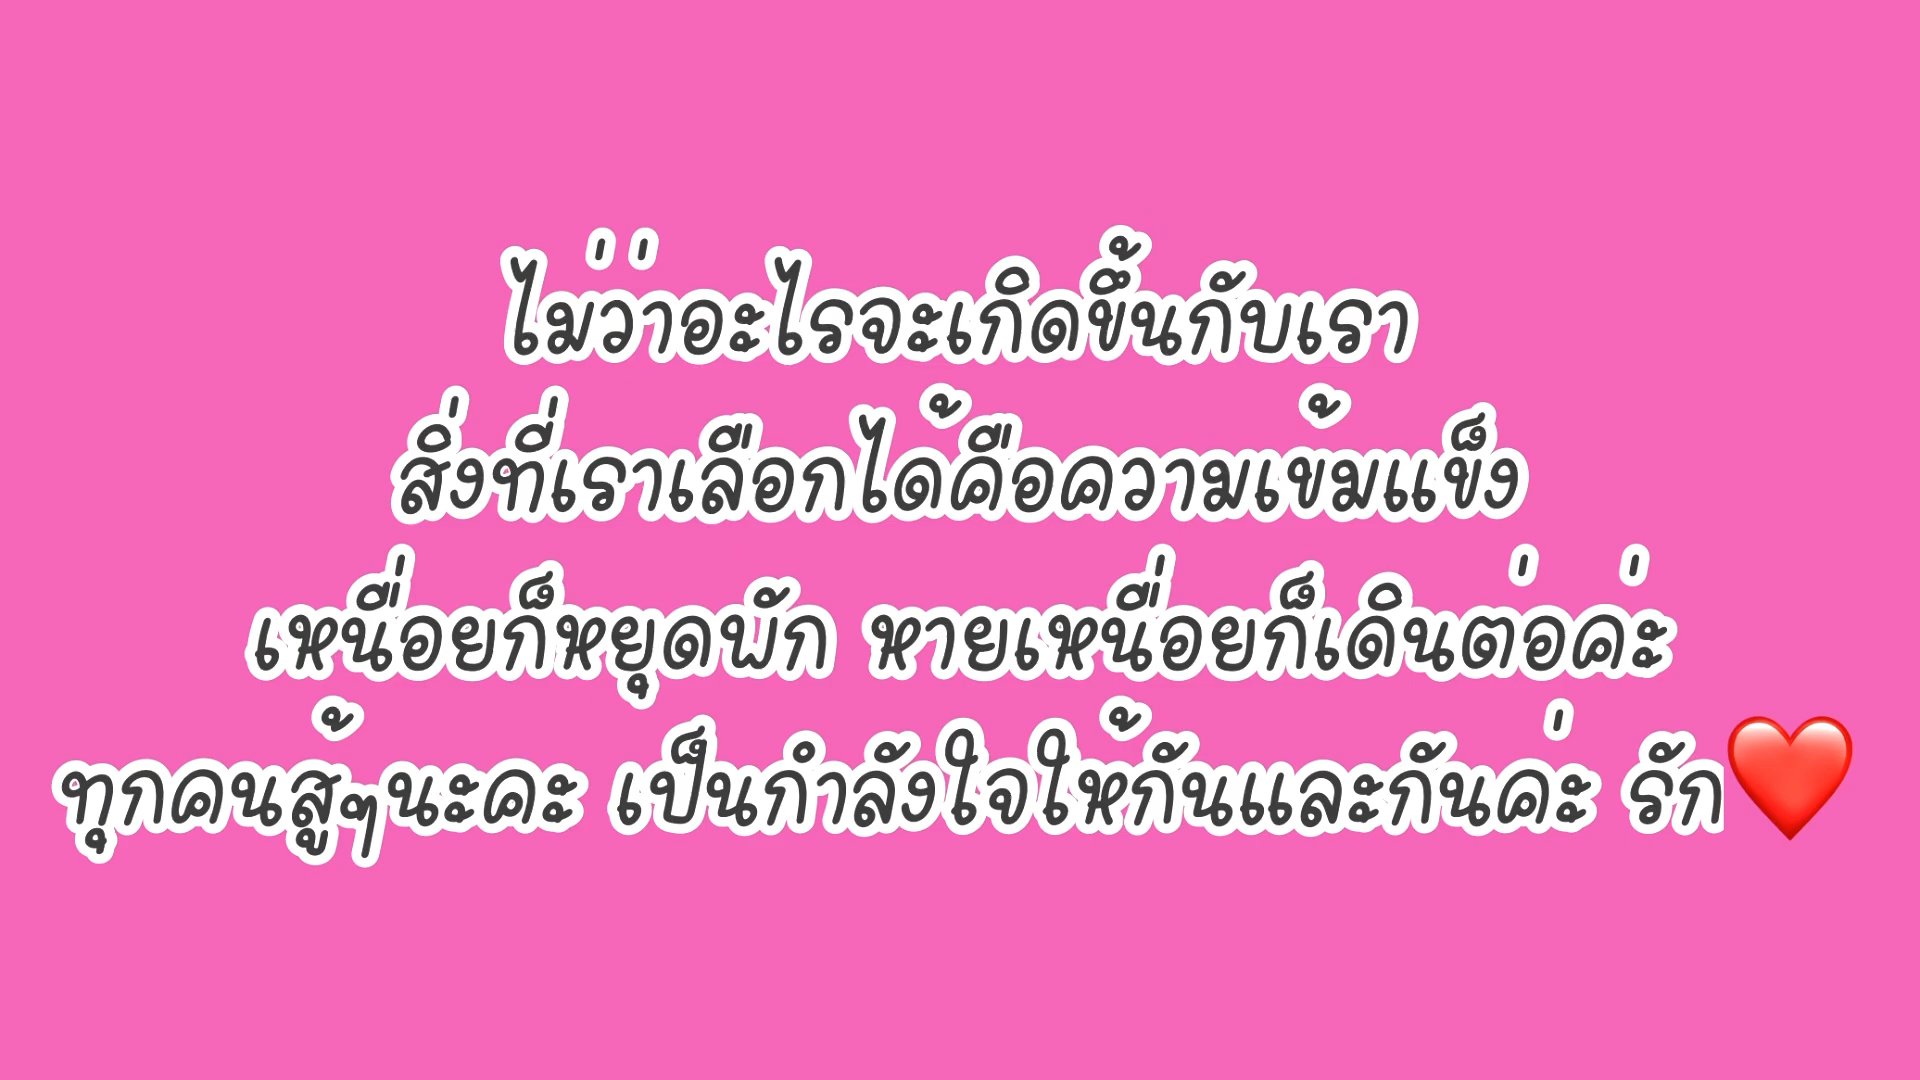 ไม่ว่าอะไรจะเกิดขึ้นกับเรา
สิ่งที่เราเลือกได้คือความเข้มแข็ง
เหนื่อยก็หยุดพัก หายเหนื่อยก็เดินต่อค่ะ
ทุกคนสู้ๆนะคะ เป็นกำลังใจให้กันและกันค่ะ รัก❤️